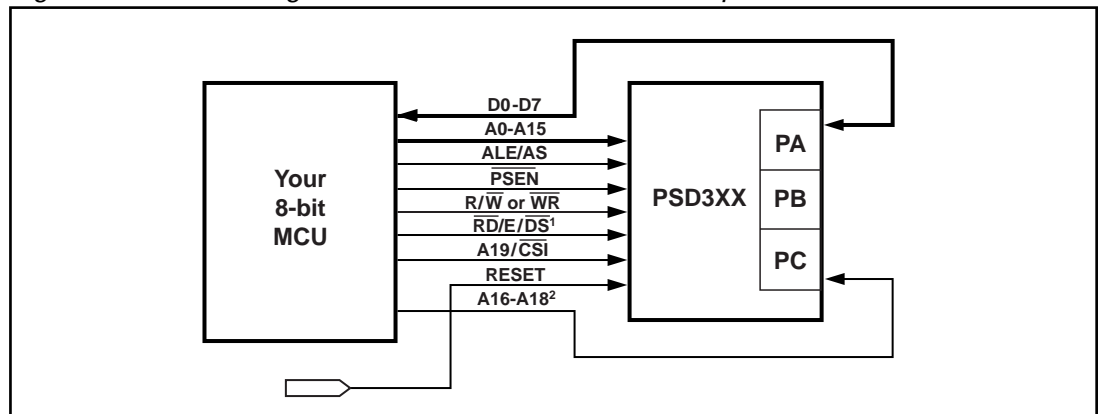 D0-D7
A0-A15
ALE/AS
PSEN
R/W or WR
RD/E/DS¹
A19/CSI
RESET
A16-A18²
Your
8-bit
MCU
PSD3XX
PA
PB
PC